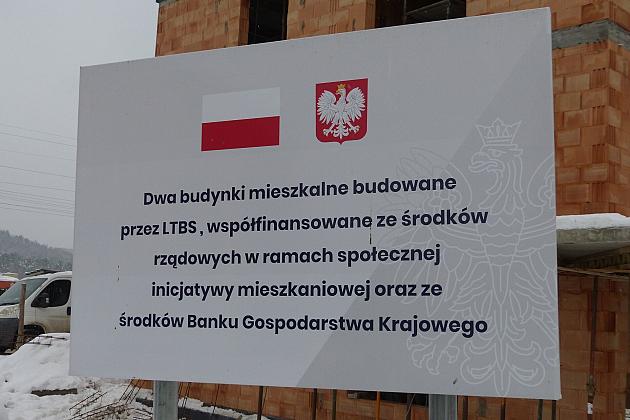 Dwa budynki mieszkalne budowane
przez LTBS , współfinansowane ze środków
rządowych w ramach społecznej
inicjatywy mieszkaniowej oraz ze
środków Banku Gospodarstwa Krajowego